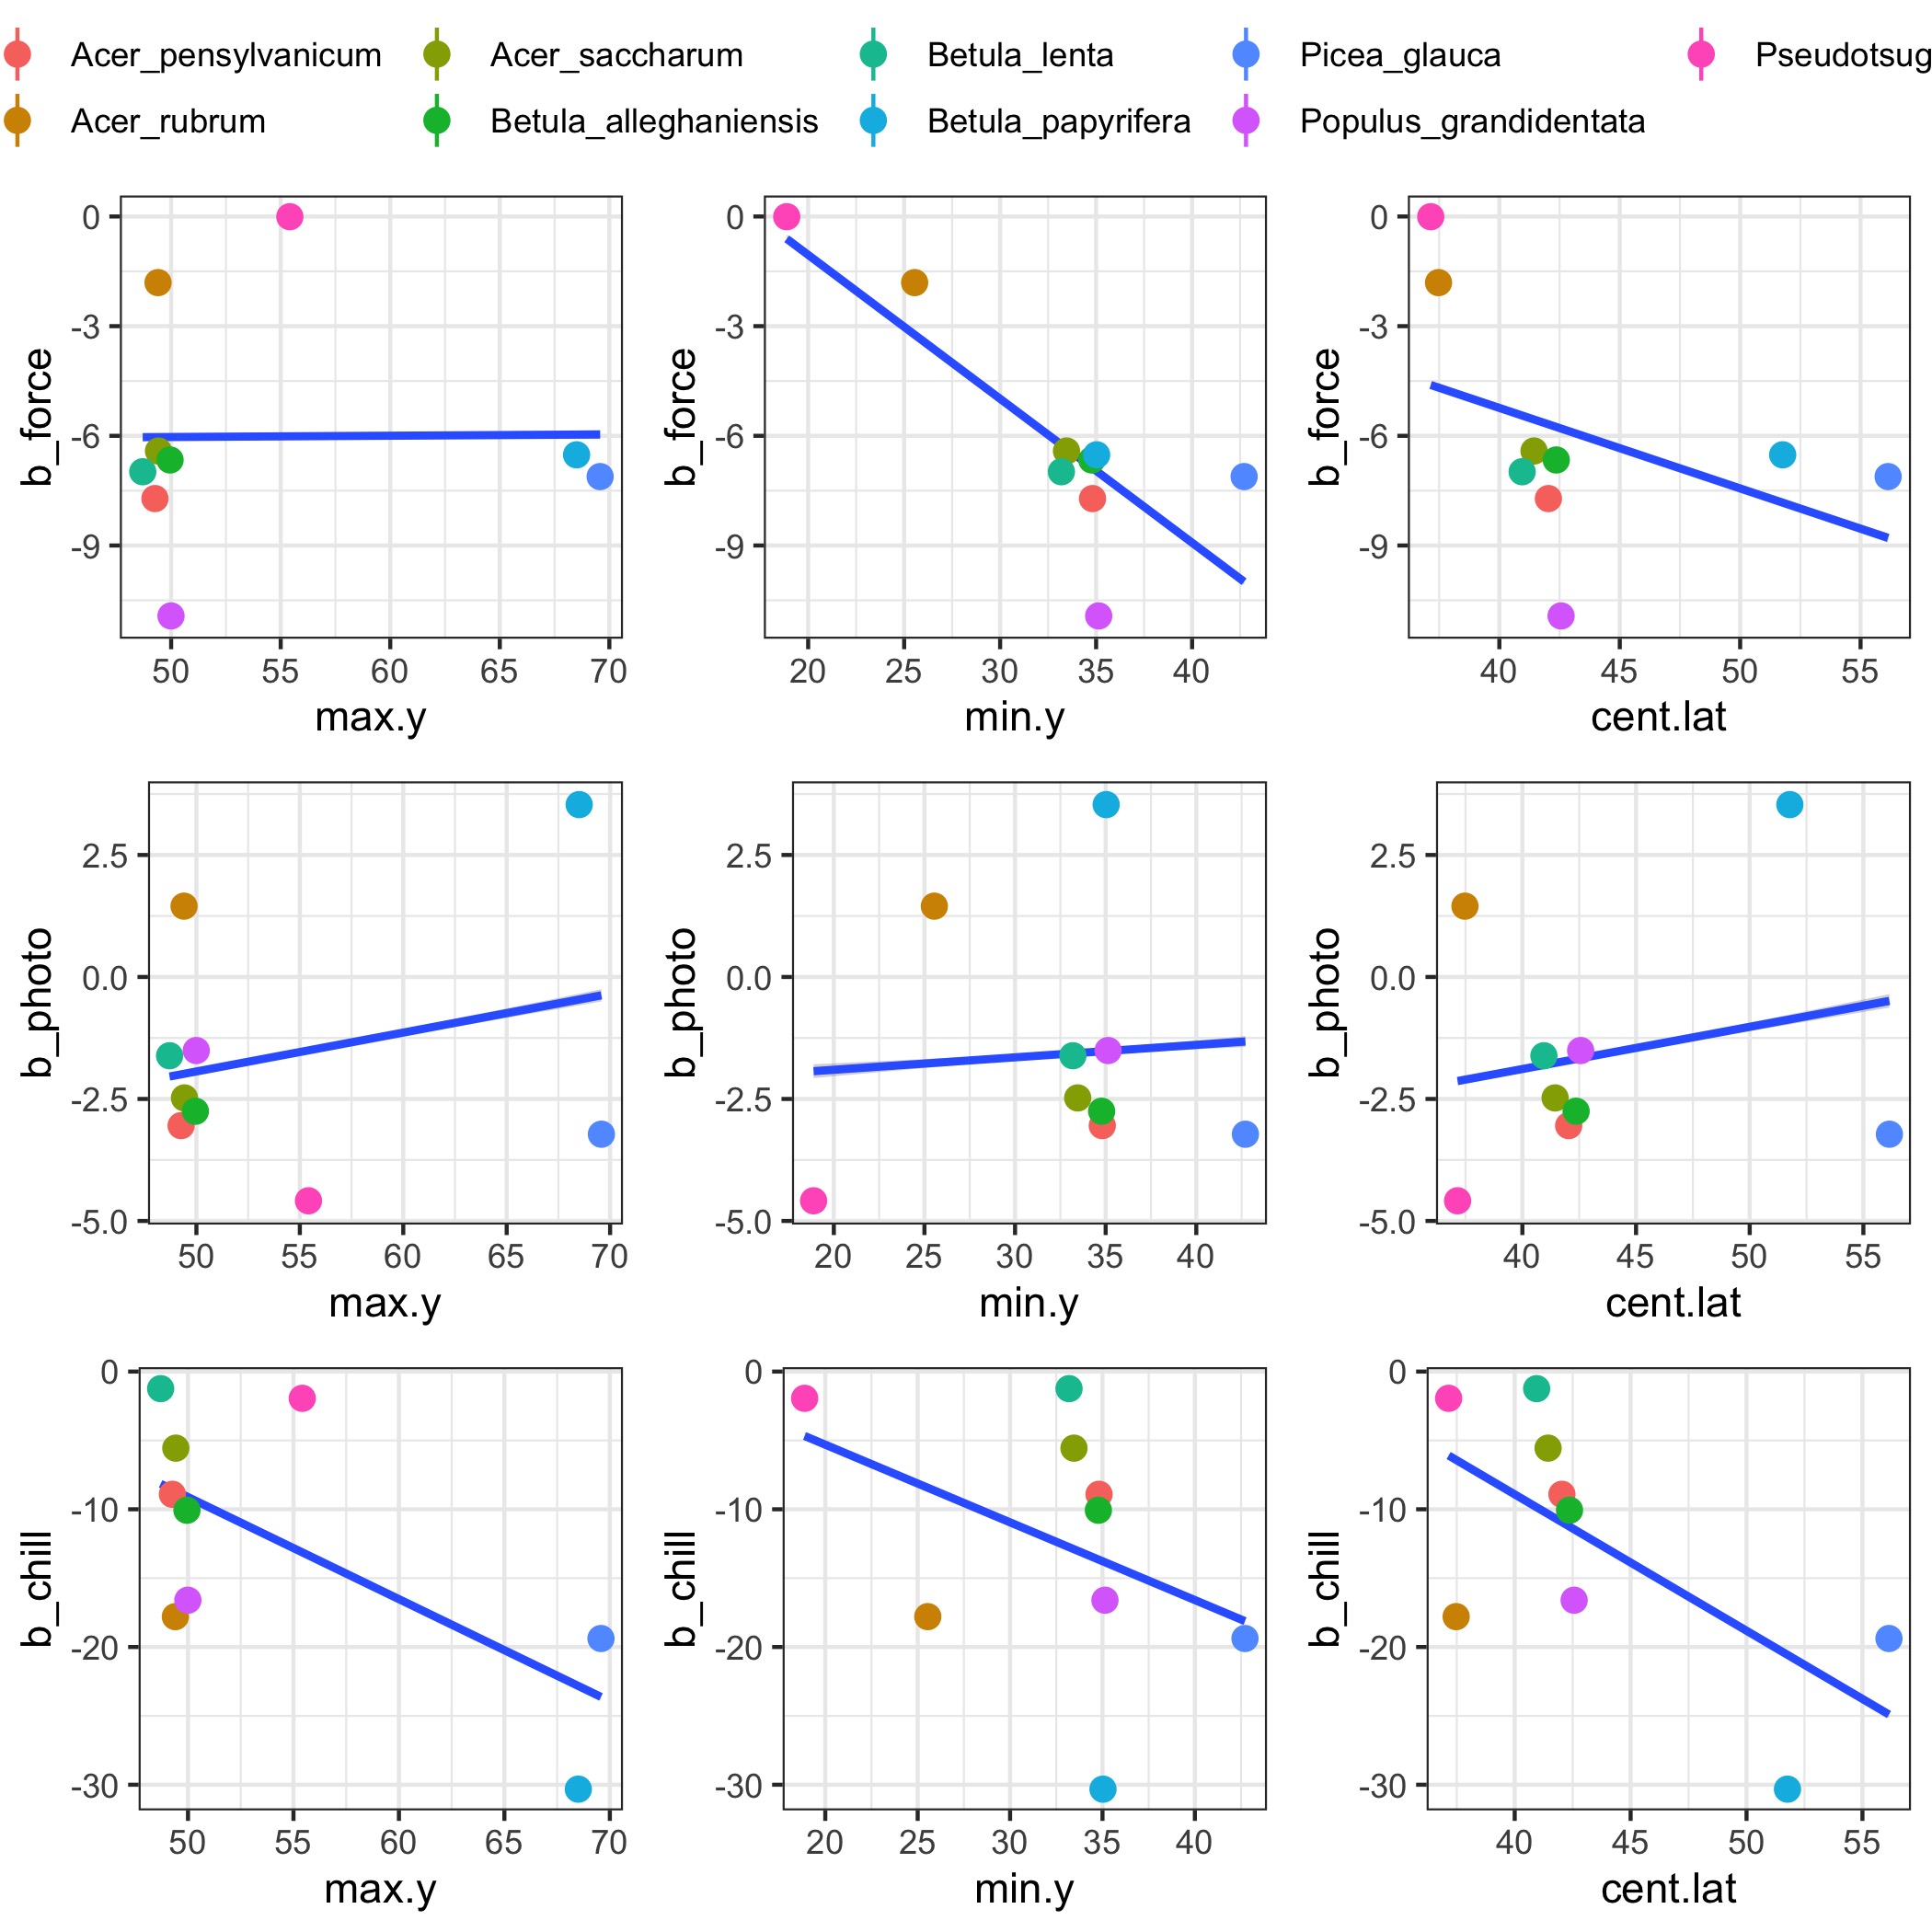 Acer_pensylvanicum Acer_saccharum Betula_lenta Picea_glauca Pseudotsug
Acer_rubrum Betula_alleghaniensis Betula_papyrifera Populus_grandidentata
b_force
0
-3
-6
-9
50 55 60 65 70
max.y
b_force
0
-3
-6
-9
20 25 30 35 40
min.y
b_force
0
-3
-6
-9
40 45 50 55
cent.lat
b_photo
2.5
0.0
-2.5
-5.0
50 55 60 65 70
max.y
b_photo
2.5
0.0
-2.5
-5.0
20 25 30 35 40
min.y
b_photo
2.5
0.0
-2.5
-5.0
40 45 50 55
cent.lat
b_chill
0
-10
-20
-30
50 55 60 65 70
max.y
b_chill
0
-10
-20
-30
20 25 30 35 40
min.y
b_chill
0
-10
-20
-30
40 45 50 55
cent.lat